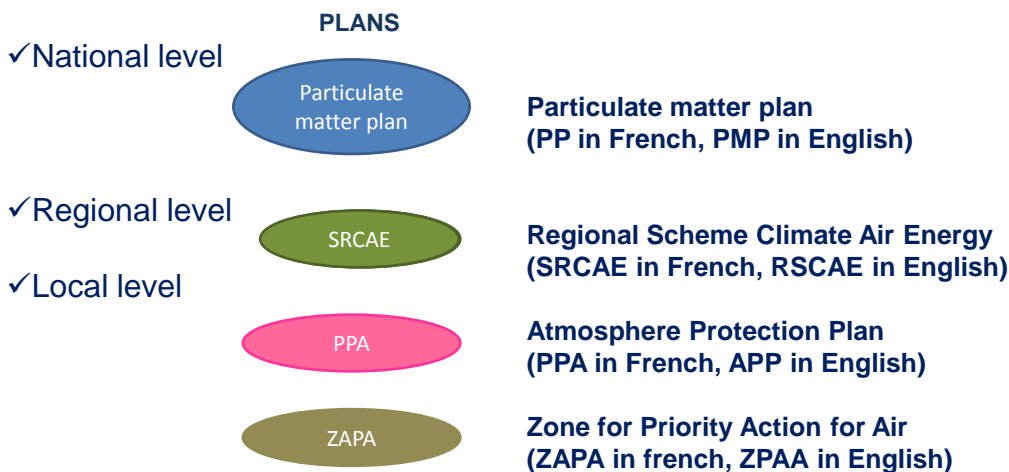 PLANS
✓National level
Particulate
matter plan
Particulate matter plan
(PP in French, PMP in English)
✓Regional level
SRCAE
Regional Scheme Climate Air Energy
(SRCAE in French, RSCAE in English)
✓Local level
PPA
Atmosphere Protection Plan
(PPA in French, APP in English)
ZAPA
Zone for Priority Action for Air
(ZAPA in french, ZPAA in English)